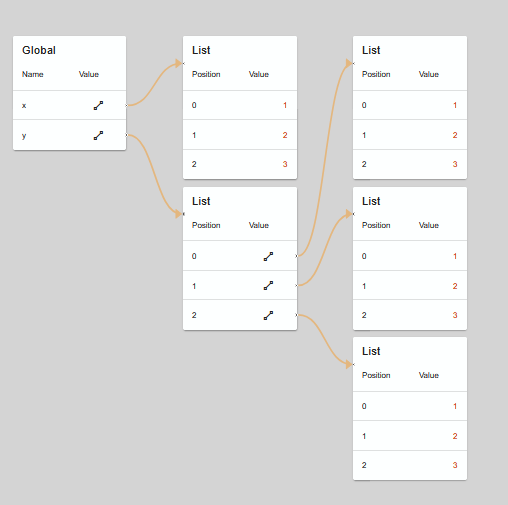 Global
Name Value
x
y
List
Position Value
0 1
1 2
2 3
List
Position Value
0
1
2
List
Position Value
0 1
1 2
2 3
List
Position Value
0 1
1 2
2 3
List
Position Value
0 1
1 2
2 3